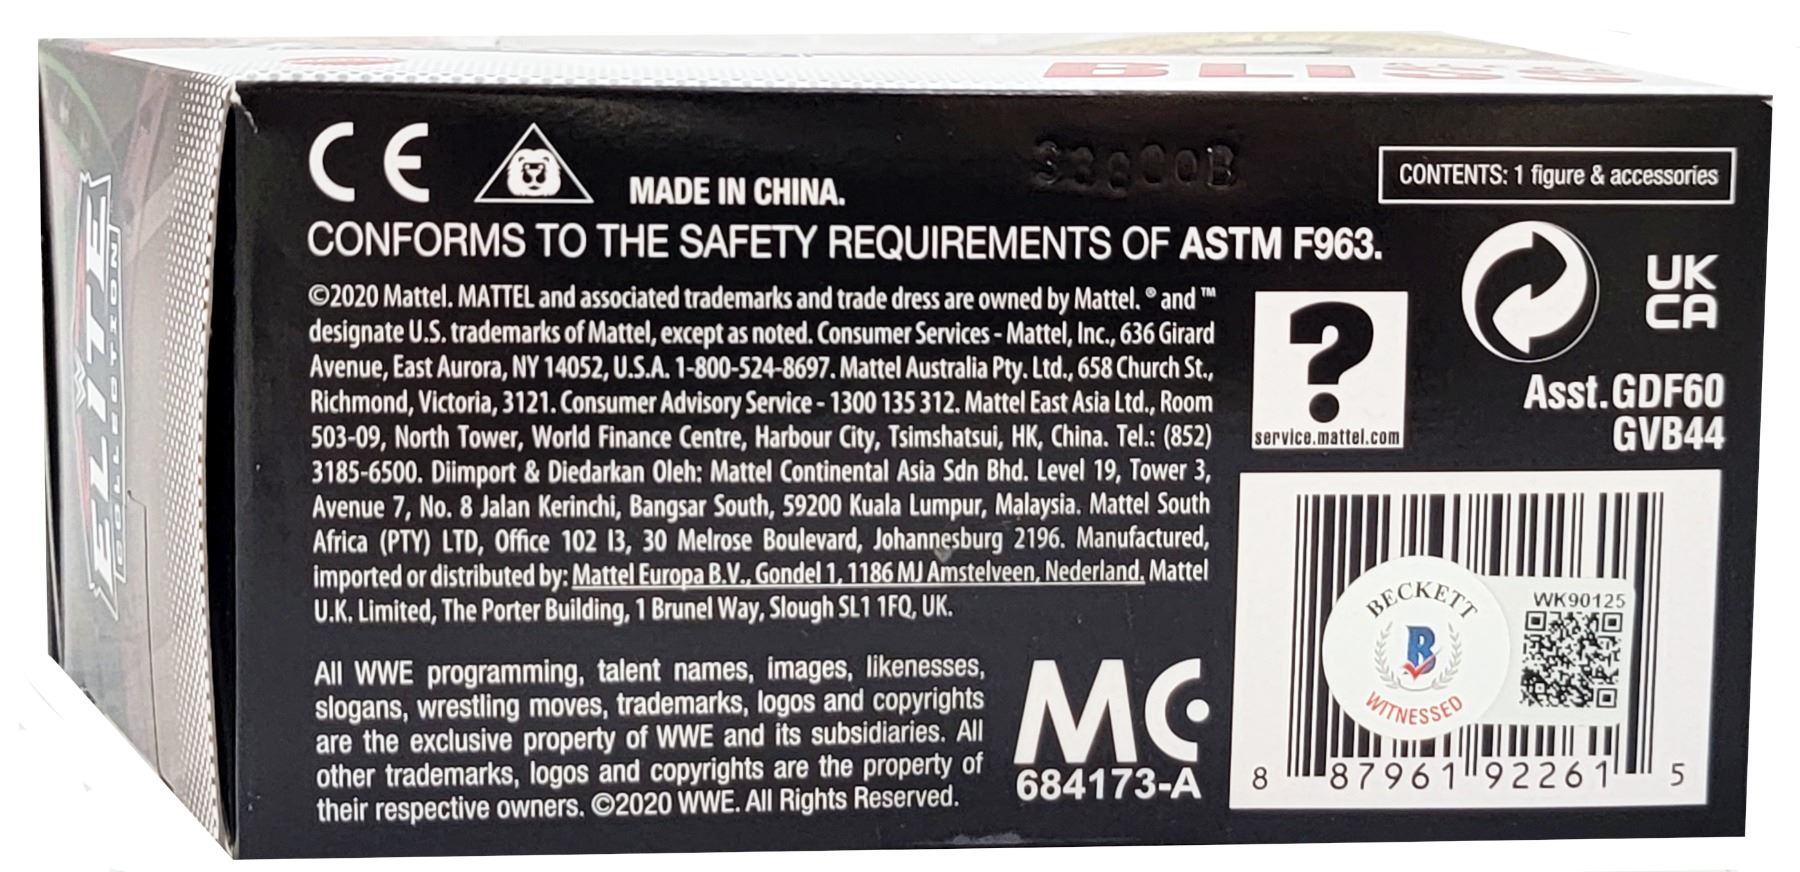 BLISS
ELITE
COLLECTION
CE
MADE IN CHINA.
CONTENTS: 1 figure & accessories
CONFORMS TO THE SAFETY REQUIREMENTS OF ASTM F963.
©2020 Mattel. MATTEL and associated trademarks and trade dress are owned by Mattel. ® and ™
designate U.S. trademarks of Mattel, except as noted. Consumer Services - Mattel, Inc., 636 Girard
Avenue, East Aurora, NY 14052, U.S.A. 1-800-524-8697. Mattel Australia Pty. Ltd., 658 Church St.,
Richmond, Victoria, 3121. Consumer Advisory Service - 1300 135 312. Mattel East Asia Ltd., Room
503-09, North Tower, World Finance Centre, Harbour City, Tsimshatsui, HK, China. Tel.: (852)
3185-6500. Diimport & Diedarkan Oleh: Mattel Continental Asia Sdn Bhd. Level 19, Tower 3,
Avenue 7, No. 8 Jalan Kerinchi, Bangsar South, 59200 Kuala Lumpur, Malaysia. Mattel South
Africa (PTY) LTD, Office 102 I3, 30 Melrose Boulevard, Johannesburg 2196. Manufactured,
imported or distributed by: Mattel Europa B.V., Gondel 1, 1186 MJ Amstelveen, Nederland. Mattel
U.K. Limited, The Porter Building, 1 Brunel Way, Slough SL1 1FQ, UK.
All WWE programming, talent names, images, likenesses,
slogans, wrestling moves, trademarks, logos and copyrights
are the exclusive property of WWE and its subsidiaries. All
other trademarks, logos and copyrights are the property of
their respective owners. ©2020 WWE. All Rights Reserved.
MC
684173-A
?
service.mattel.com
UK
CA
Asst.GDF60
GVB44
BECKETT
B
WITNESSED
WK90125
8 87961 92261 5